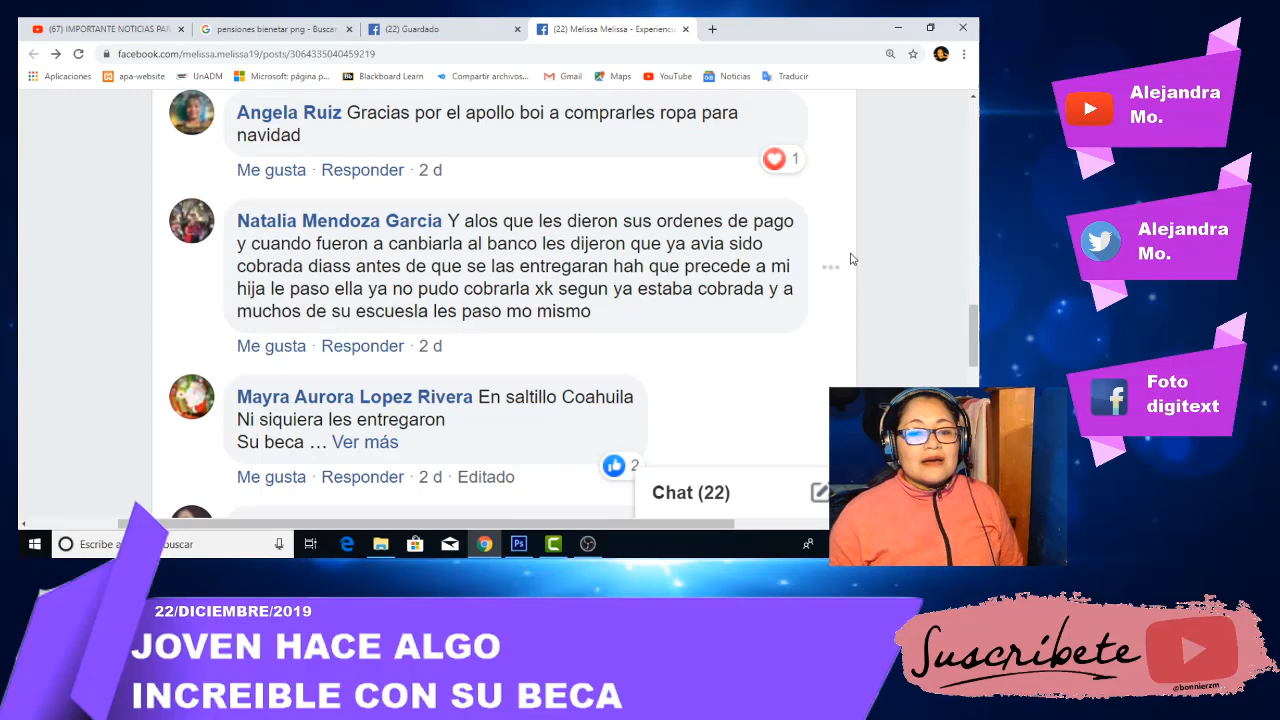 (67) IMPORTANTE NOTICIAS PAR
pensiones bienetar png - Buscar
(22) Guardado
(22) Melissa Melissa - Experienci
facebook.com/melissa.melissa19/posts/3064335040459219
Aplicaciones
apa-website
UnADM
Microsoft: página p...
Bb
Blackboard Learn
Compartir archivos...
Gmail
Maps
YouTube
Noticias
Traducir
Angela Ruiz Gracias por el apollo boi a comprarles ropa para
navidad
1
Me gusta · Responder · 2 d
Natalia Mendoza Garcia Y alos que les dieron sus ordenes de pago
y cuando fueron a canbiarla al banco les dijeron que ya avia sido
cobrada diass antes de que se las entregaran hah que precede a mi
hija le paso ella ya no pudo cobrarla xk segun ya estaba cobrada y a
muchos de su escuesla les paso mo mismo
Me gusta · Responder · 2 d
Mayra Aurora Lopez Rivera En saltillo Coahuila
Ni siquiera les entregaron
Su beca … Ver más
2
Me gusta · Responder · 2 d · Editado
Chat (22)
Escribe a
buscar
Ps
Alejandra
Mo.
Alejandra
Mo.
Foto
digitext
22/DICIEMBRE/2019
JOVEN HACE ALGO
INCREIBLE CON SU BECA
Suscríbete
@bonnierzm